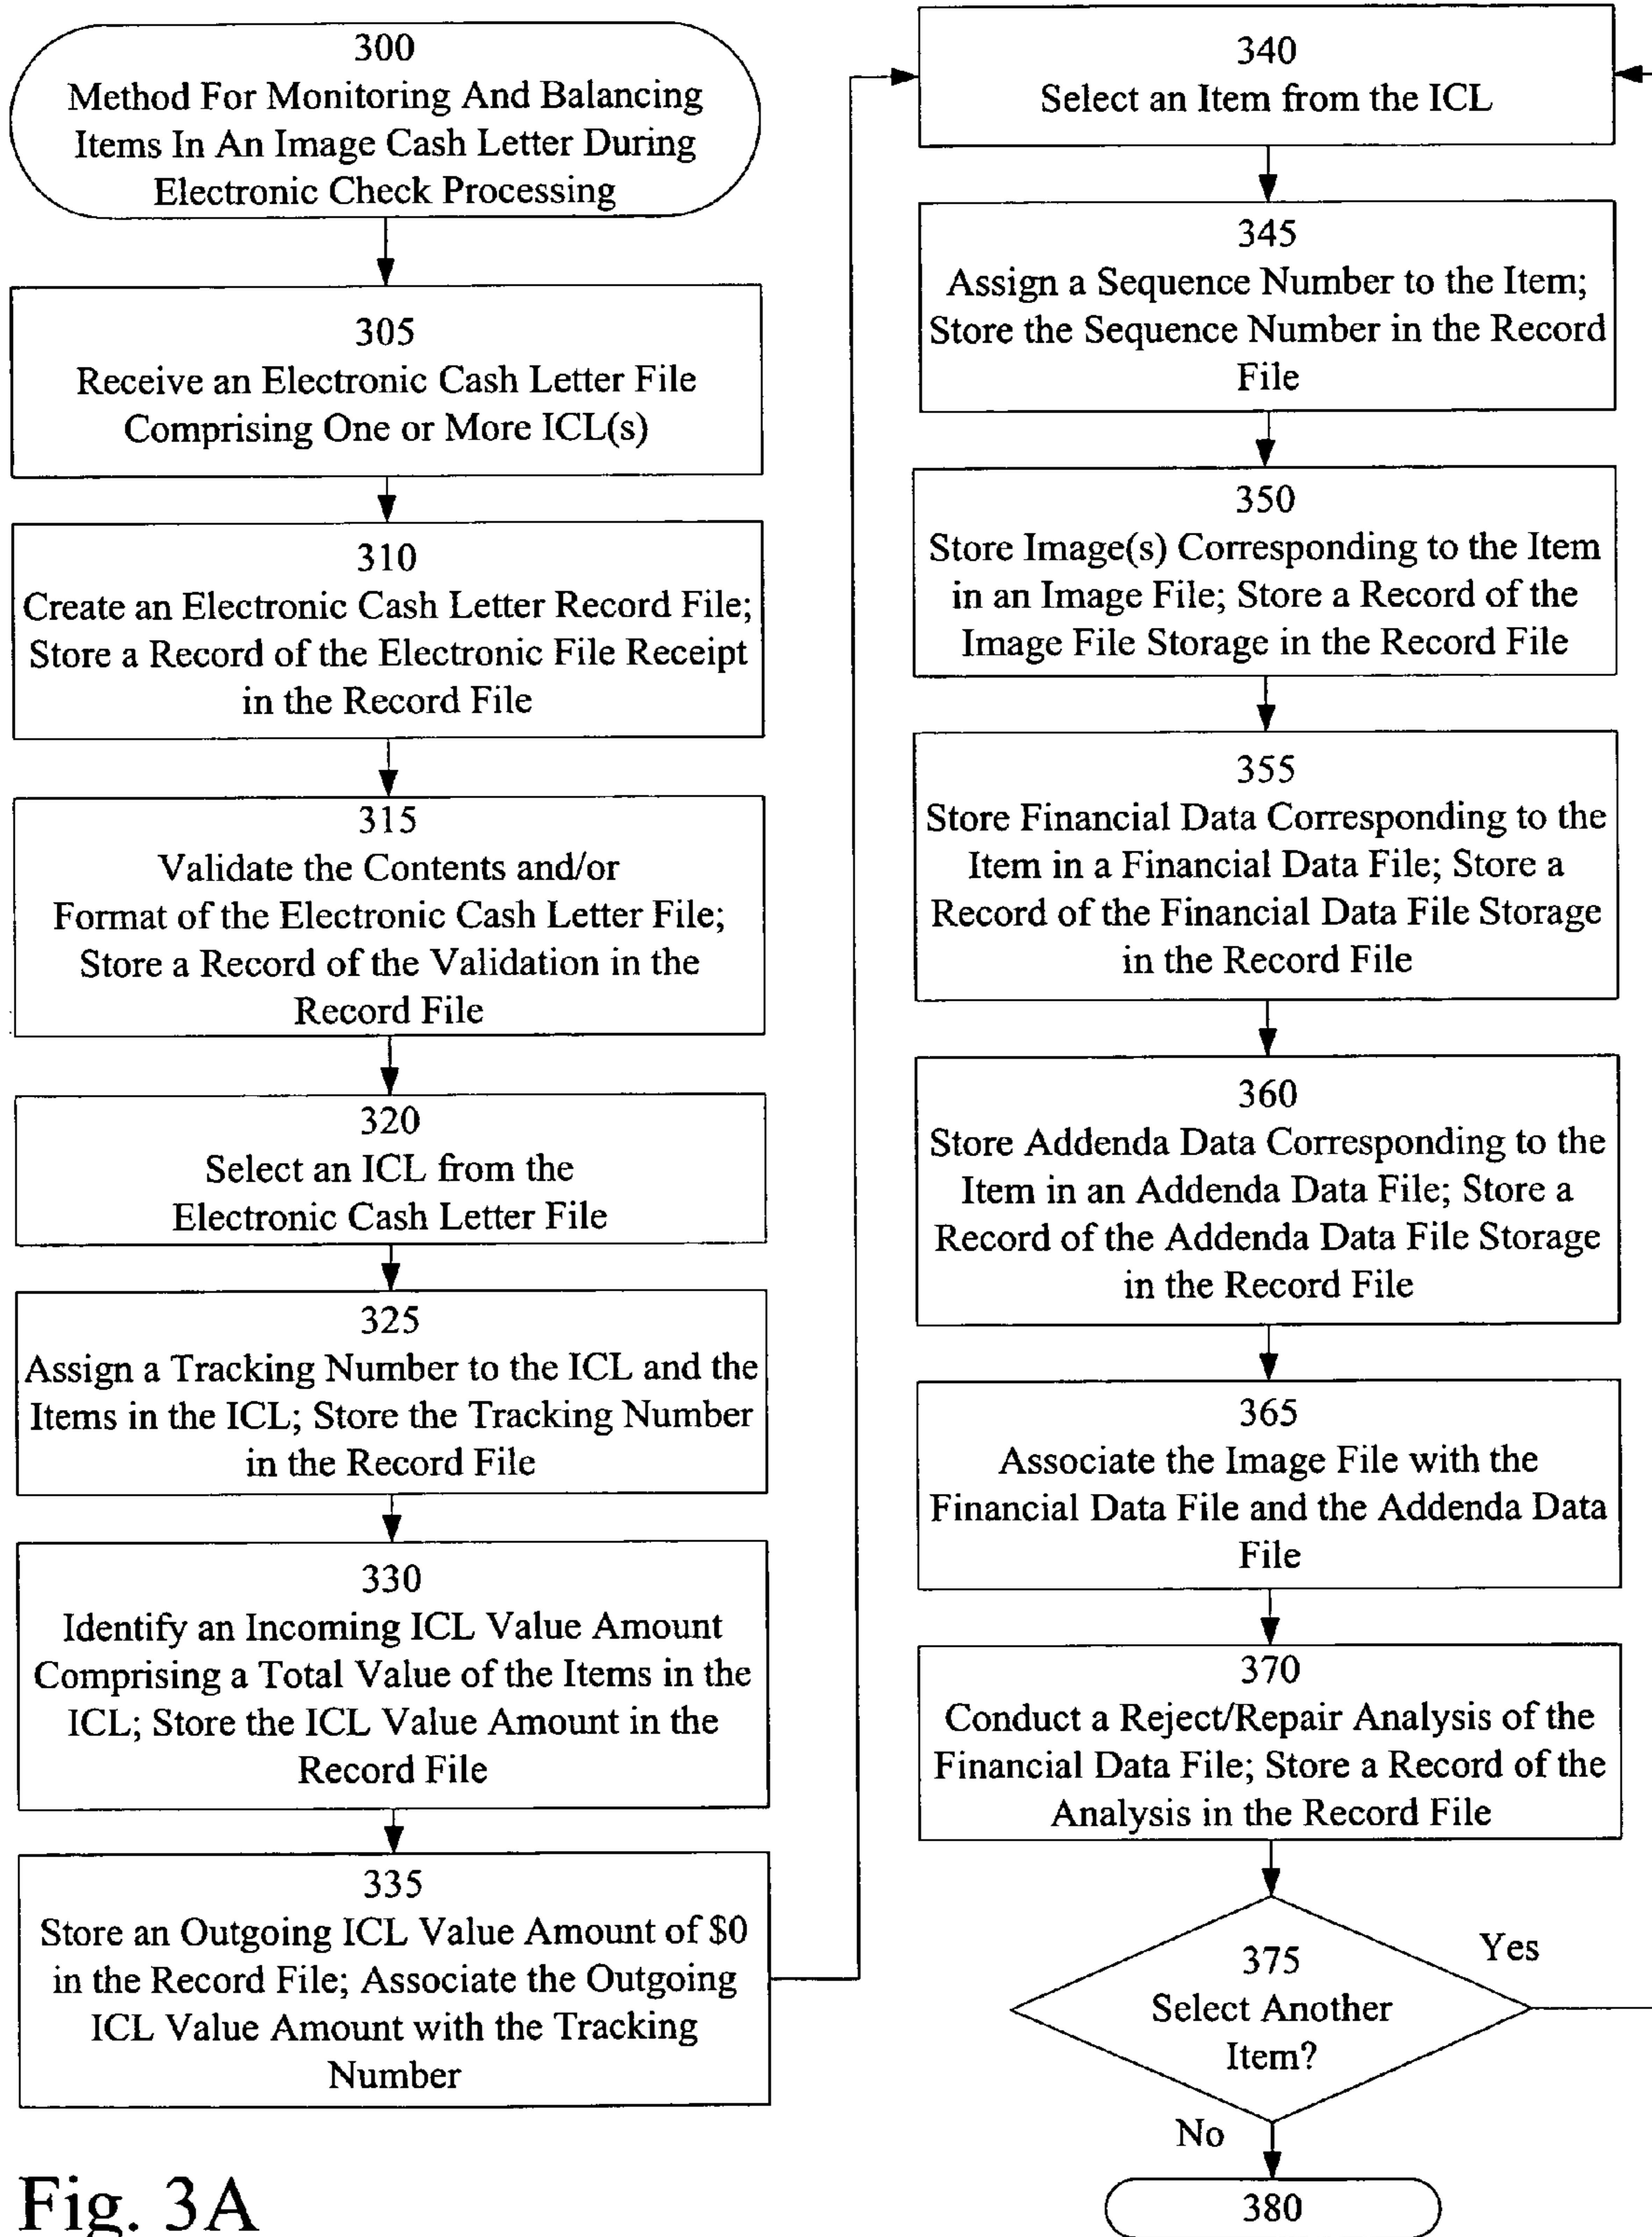 300
Method For Monitoring And Balancing
Items In An Image Cash Letter During
Electronic Check Processing
305
Receive an Electronic Cash Letter File
Comprising One or More ICL(s)
310
Create an Electronic Cash Letter Record File;
Store a Record of the Electronic File Receipt
in the Record File
315
Validate the Contents and/or
Format of the Electronic Cash Letter File;
Store a Record of the Validation in the
Record File
320
Select an ICL from the
Electronic Cash Letter File
325
Assign a Tracking Number to the ICL and the
Items in the ICL; Store the Tracking Number
in the Record File
330
Identify an Incoming ICL Value Amount
Comprising a Total Value of the Items in the
ICL; Store the ICL Value Amount in the
Record File
335
Store an Outgoing ICL Value Amount of $0
in the Record File; Associate the Outgoing
ICL Value Amount with the Tracking
Number
340
Select an Item from the ICL
345
Assign a Sequence Number to the Item;
Store the Sequence Number in the Record
File
350
Store Image(s) Corresponding to the Item
in an Image File; Store a Record of the
Image File Storage in the Record File
355
Store Financial Data Corresponding to the
Item in a Financial Data File; Store a
Record of the Financial Data File Storage
in the Record File
360
Store Addenda Data Corresponding to the
Item in an Addenda Data File; Store a
Record of the Addenda Data File Storage
in the Record File
365
Associate the Image File with the
Financial Data File and the Addenda Data
File
370
Conduct a Reject/Repair Analysis of the
Financial Data File; Store a Record of the
Analysis in the Record File
375
Select Another
Item?
Yes
No
380
Fig. 3A